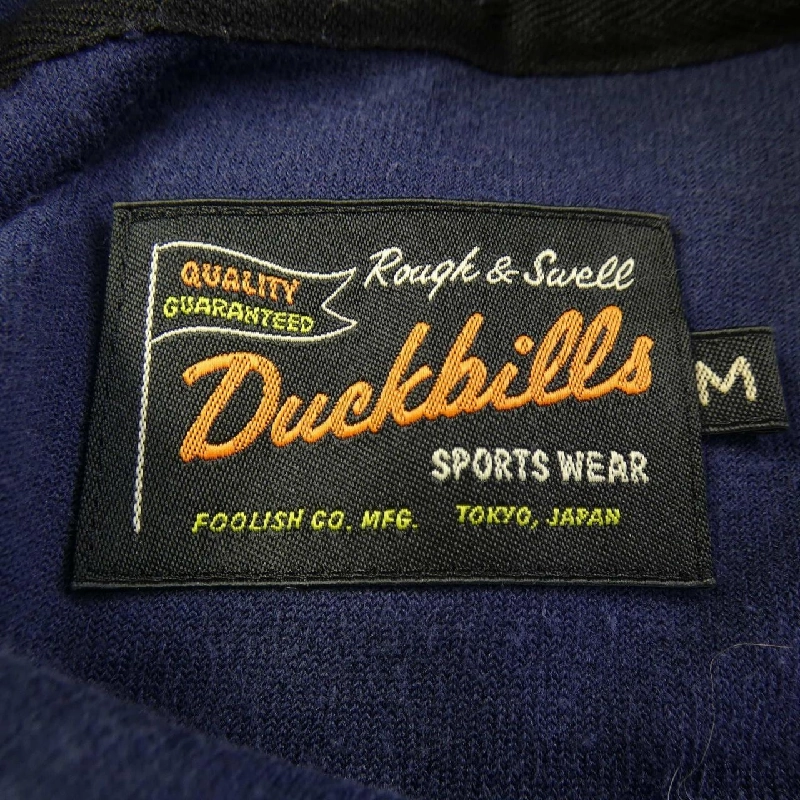 QUALITY
GUARANTEED
Rough & Swell
Duckbills
SPORTS WEAR
FOOLISH CO. MFG. TOKYO, JAPAN
M